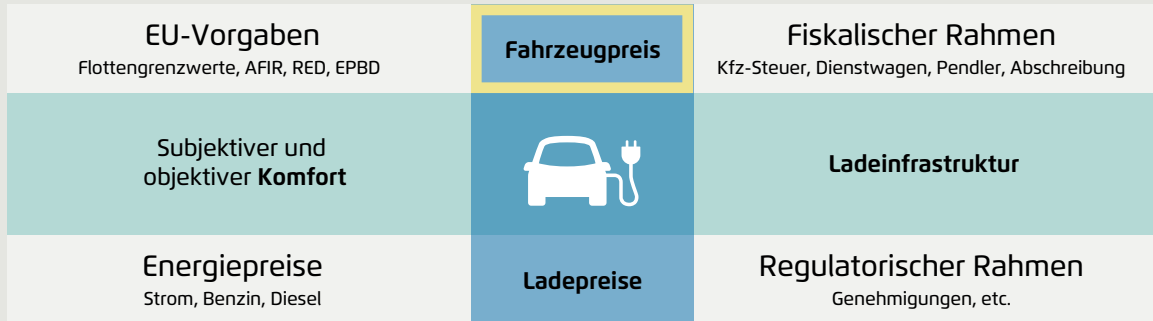 EU-Vorgaben
Flottengrenzwerte, AFIR, RED, EPBD
Fahrzeugpreis
Fiskalischer Rahmen
Kfz-Steuer, Dienstwagen, Pendler, Abschreibung
Subjektiver und
objektiver Komfort
Ladeinfrastruktur
Energiepreise
Strom, Benzin, Diesel
Ladepreise
Regulatorischer Rahmen
Genehmigungen, etc.